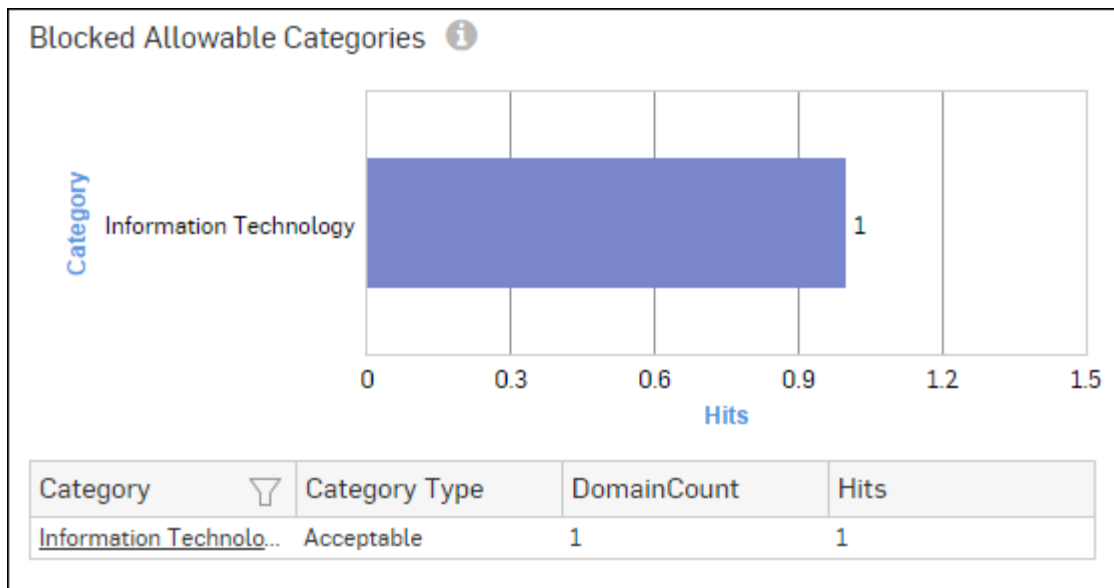 Blocked Allowable Categories
Category
Information Technology
1
0 0.3 0.6 0.9 1.2 1.5
Hits
Category Category Type DomainCount Hits
Information Technolo... Acceptable 1 1